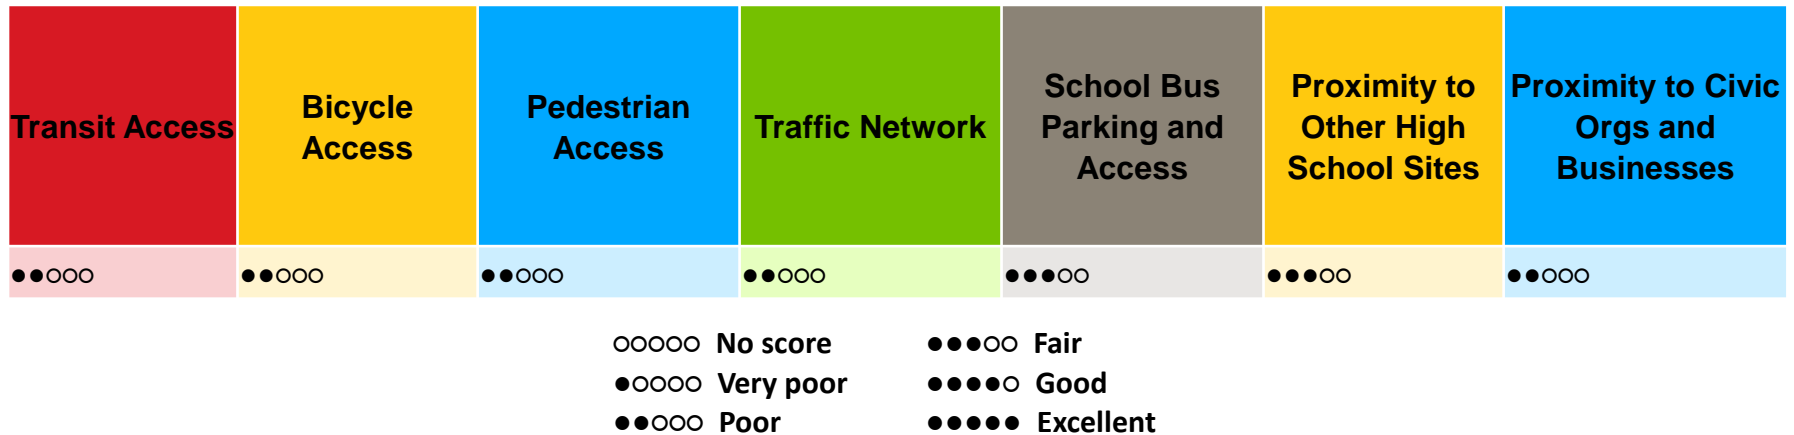 Transit Access
Bicycle
Access
Pedestrian
Access
Traffic Network
School Bus
Parking and
Access
Proximity to
Other High
School Sites
Proximity to Civic
Orgs and
Businesses
●●○○○ ●●○○○ ●●○○○ ●●○○○ ●●●○○ ●●●○○ ●●○○○
○○○○○ No score ●●●○○ Fair
●○○○○ Very poor ●●●●○ Good
●●○○○ Poor ●●●●● Excellent